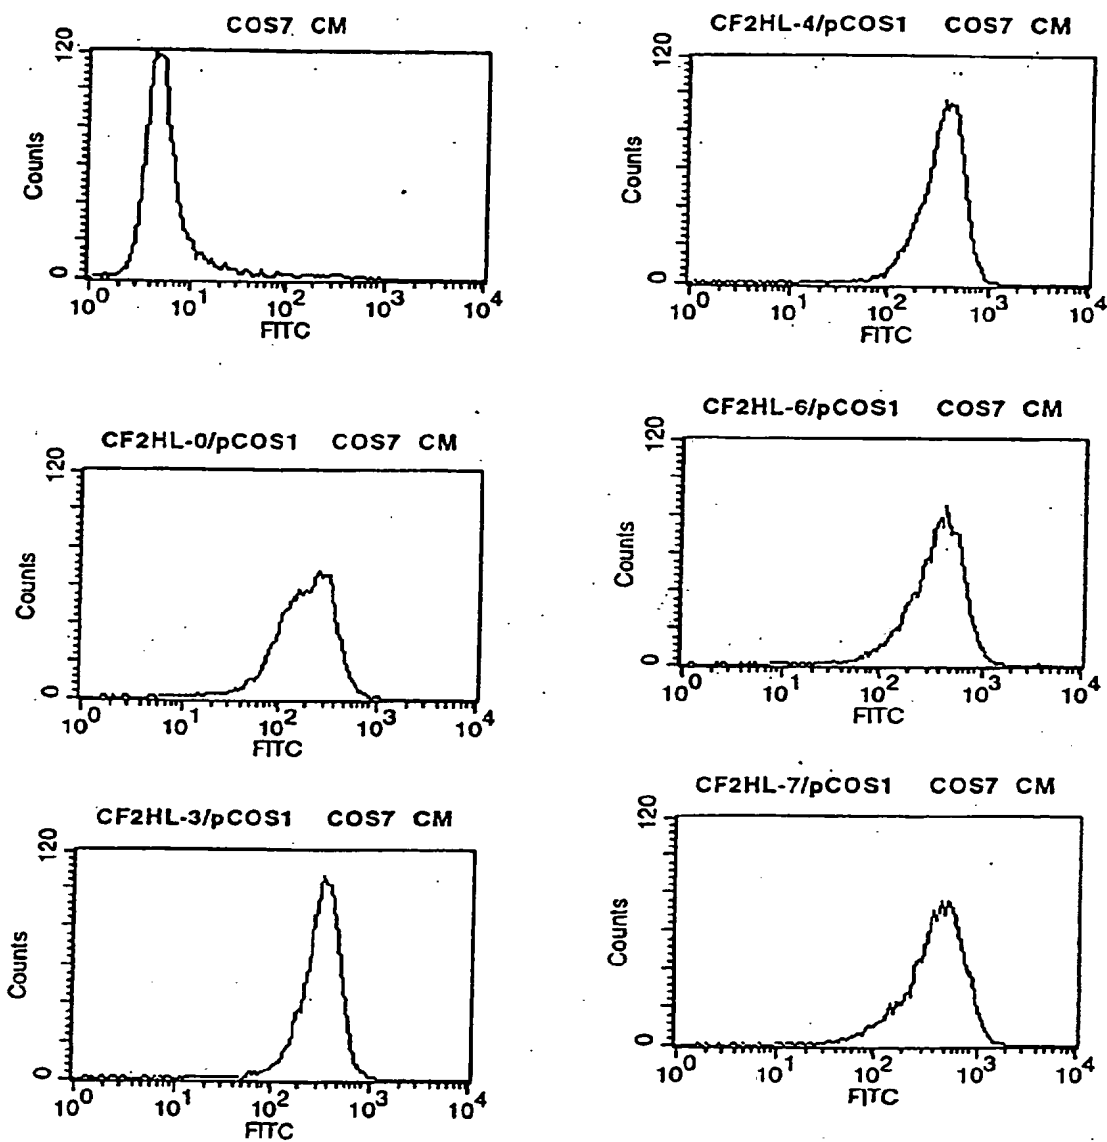 COS7 CM
120
Counts
0
10^0 10^1 10^2 10^3 10^4
FITC
CF2HL-0/pCOS1 COS7 CM
120
Counts
0
10^0 10^1 10^2 10^3 10^4
FITC
CF2HL-3/pCOS1 COS7 CM
120
Counts
0
10^0 10^1 10^2 10^3 10^4
FITC
CF2HL-4/pCOS1 COS7 CM
120
Counts
0
10^0 10^1 10^2 10^3 10^4
FITC
CF2HL-6/pCOS1 COS7 CM
120
Counts
0
10^0 10^1 10^2 10^3 10^4
FITC
CF2HL-7/pCOS1 COS7 CM
120
Counts
0
10^0 10^1 10^2 10^3 10^4
FITC